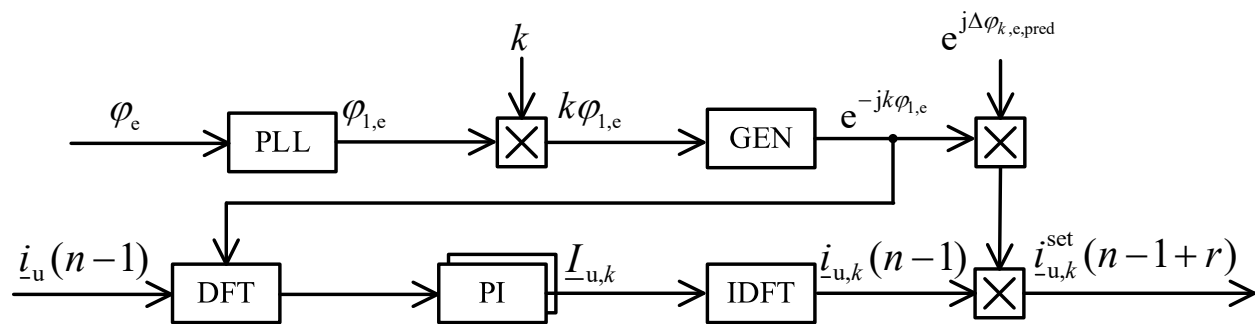 e^{jΔφ_{k,e,pred}}
k
φ_e PLL φ_{1,e} × kφ_{1,e} GEN e^{-jkφ_{1,e}} ×
i_u(n−1) DFT PI I_{u,k} IDFT i_{u,k}(n−1) × i_{u,k}^{set}(n−1+r)